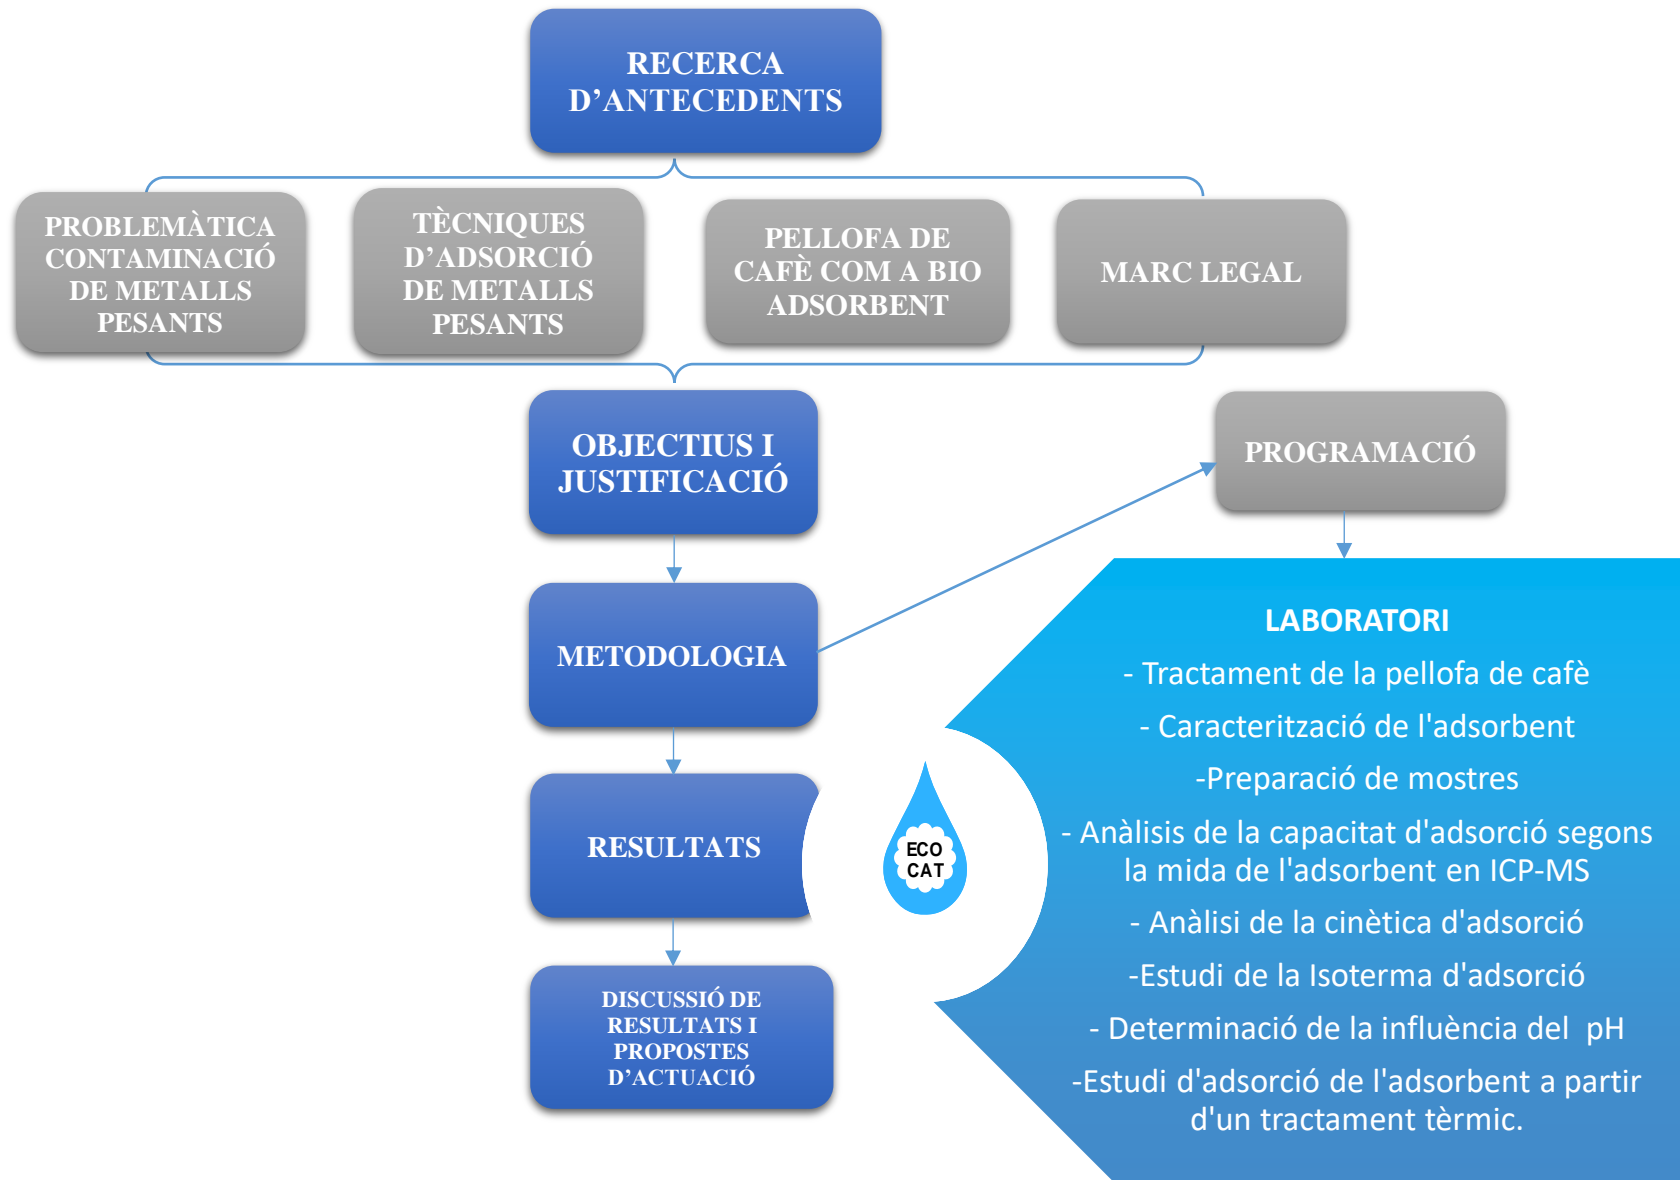 RECERCA
D’ANTECEDENTS
PROBLEMÀTICA
CONTAMINACIÓ
DE METALLS
PESANTS
TÈCNIQUES
D’ADSORCIÓ
DE METALLS
PESANTS
PELLOFA DE
CAFÈ COM A BIO
ADSORBENT
MARC LEGAL
OBJECTIUS I
JUSTIFICACIÓ
PROGRAMACIÓ
METODOLOGIA
RESULTATS
DISCUSSIÓ DE
RESULTATS I
PROPOSTES
D’ACTUACIÓ
ECO
CAT
LABORATORI
- Tractament de la pellofa de cafè
- Caracterització de l'adsorbent
-Preparació de mostres
- Anàlisis de la capacitat d'adsorció segons
la mida de l'adsorbent en ICP-MS
- Anàlisi de la cinètica d'adsorció
-Estudi de la Isoterma d'adsorció
- Determinació de la influència del  pH
-Estudi d'adsorció de l'adsorbent a partir
d'un tractament tèrmic.